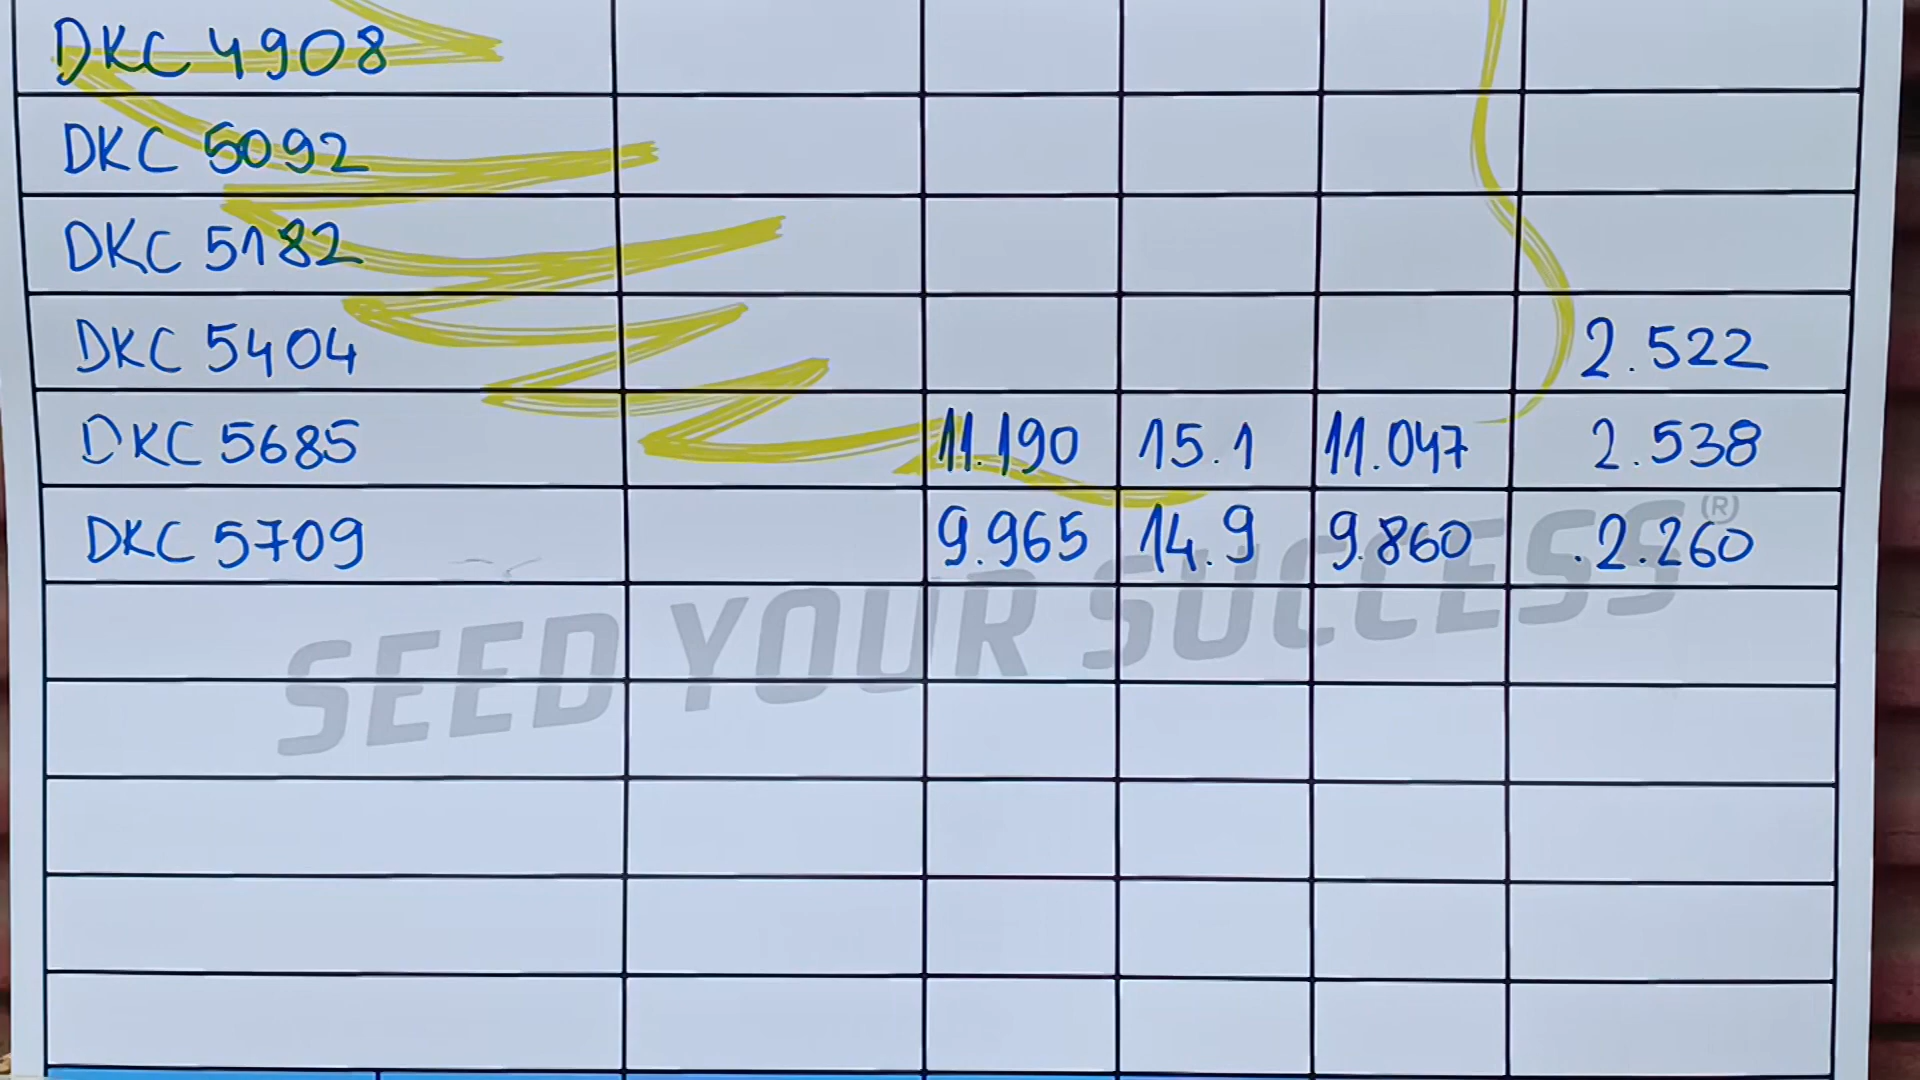 DKC 4908
DKC 5092
DKC 5182
DKC 5404 2.522
DKC 5685 11.190 15.1 11.047 2.538
DKC 5709 9.965 14.9 9.860 .2.260
SEED YOUR SUCCESS (R)